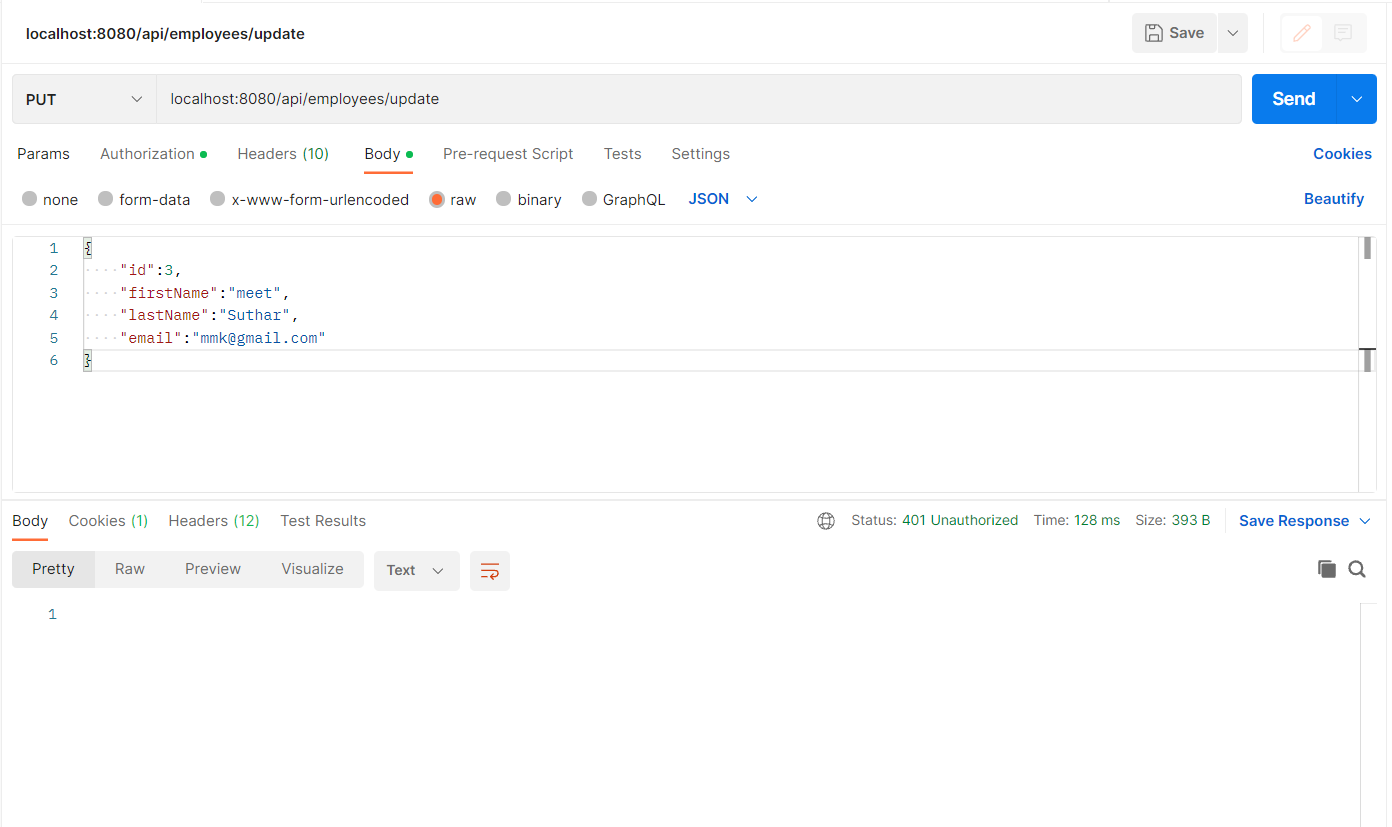 localhost:8080/api/employees/update Save
PUT localhost:8080/api/employees/update Send
Params Authorization Headers (10) Body Pre-request Script Tests Settings Cookies
none form-data x-www-form-urlencoded raw binary GraphQL JSON Beautify
1 {
2 "id":3,
3 "firstName":"meet",
4 "lastName":"Suthar",
5 "email":"mmk@gmail.com"
6 }
Body Cookies (1) Headers (12) Test Results Status: 401 Unauthorized Time: 128 ms Size: 393 B Save Response
Pretty Raw Preview Visualize Text
1